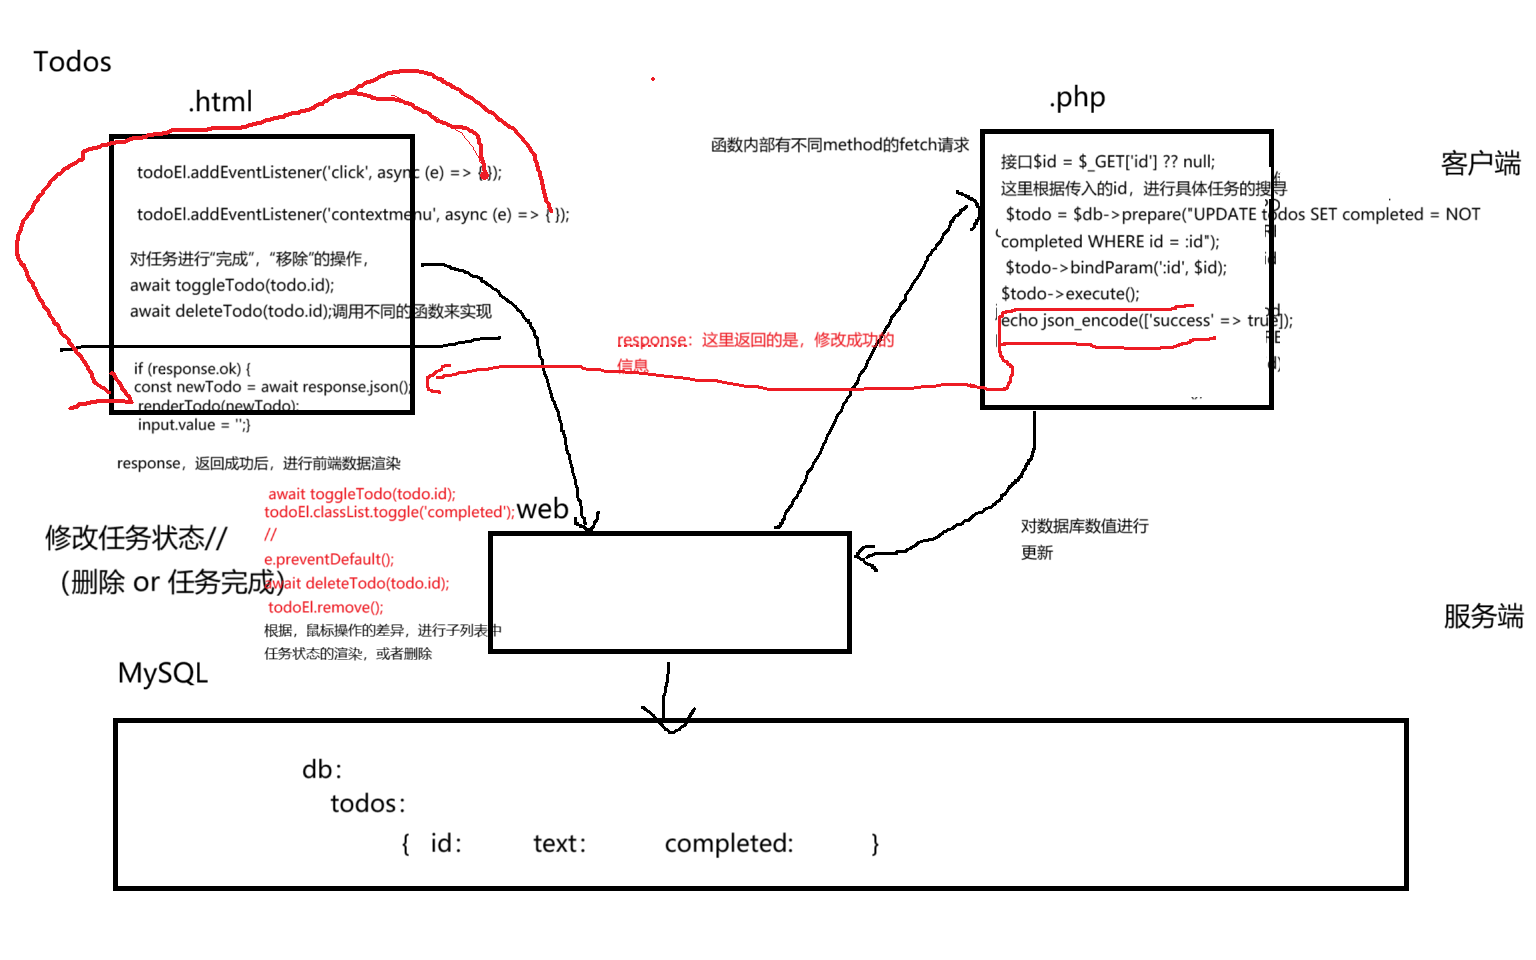 Todos
.html
todoEl.addEventListener('click', async (e) => { });
todoEl.addEventListener('contextmenu', async (e) => { });
对任务进行“完成”，“移除”的操作，
await toggleTodo(todo.id);
await deleteTodo(todo.id);调用不同的函数来实现
if (response.ok) {
const newTodo = await response.json();
renderTodo(newTodo);
input.value = '';}
response，返回成功后，进行前端数据渲染
函数内部有不同method的fetch请求
.php
接口$id = $_GET['id'] ?? null;
这里根据传入的id，进行具体任务的搜寻
$todo = $db->prepare("UPDATE todos SET completed = NOT
completed WHERE id = :id");
$todo->bindParam(':id', $id);
$todo->execute();
echo json_encode(['success' => true]);
客户端
response：这里返回的是，修改成功的
信息
修改任务状态//
（删除 or 任务完成）
await toggleTodo(todo.id);
todoEl.classList.toggle('completed');
//
e.preventDefault();
await deleteTodo(todo.id);
todoEl.remove();
根据，鼠标操作的差异，进行子列表中
任务状态的渲染，或者删除
web
对数据库数值进行
更新
服务端
MySQL
db：
todos：
{ id： text： completed: }